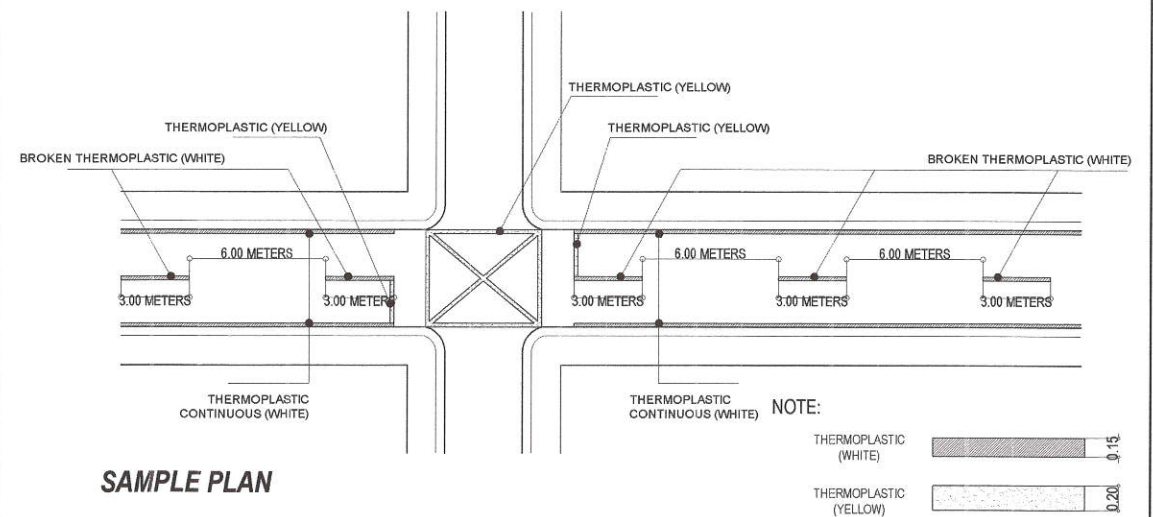 THERMOPLASTIC (YELLOW)
THERMOPLASTIC (YELLOW)
THERMOPLASTIC (YELLOW)
BROKEN THERMOPLASTIC (WHITE)
BROKEN THERMOPLASTIC (WHITE)
6.00 METERS
6.00 METERS
6.00 METERS
3.00 METERS
3.00 METERS
3.00 METERS
3.00 METERS
3.00 METERS
THERMOPLASTIC
CONTINUOUS (WHITE)
THERMOPLASTIC
CONTINUOUS (WHITE)
NOTE:
THERMOPLASTIC
(WHITE)
0.15
SAMPLE PLAN
THERMOPLASTIC
(YELLOW)
0.20